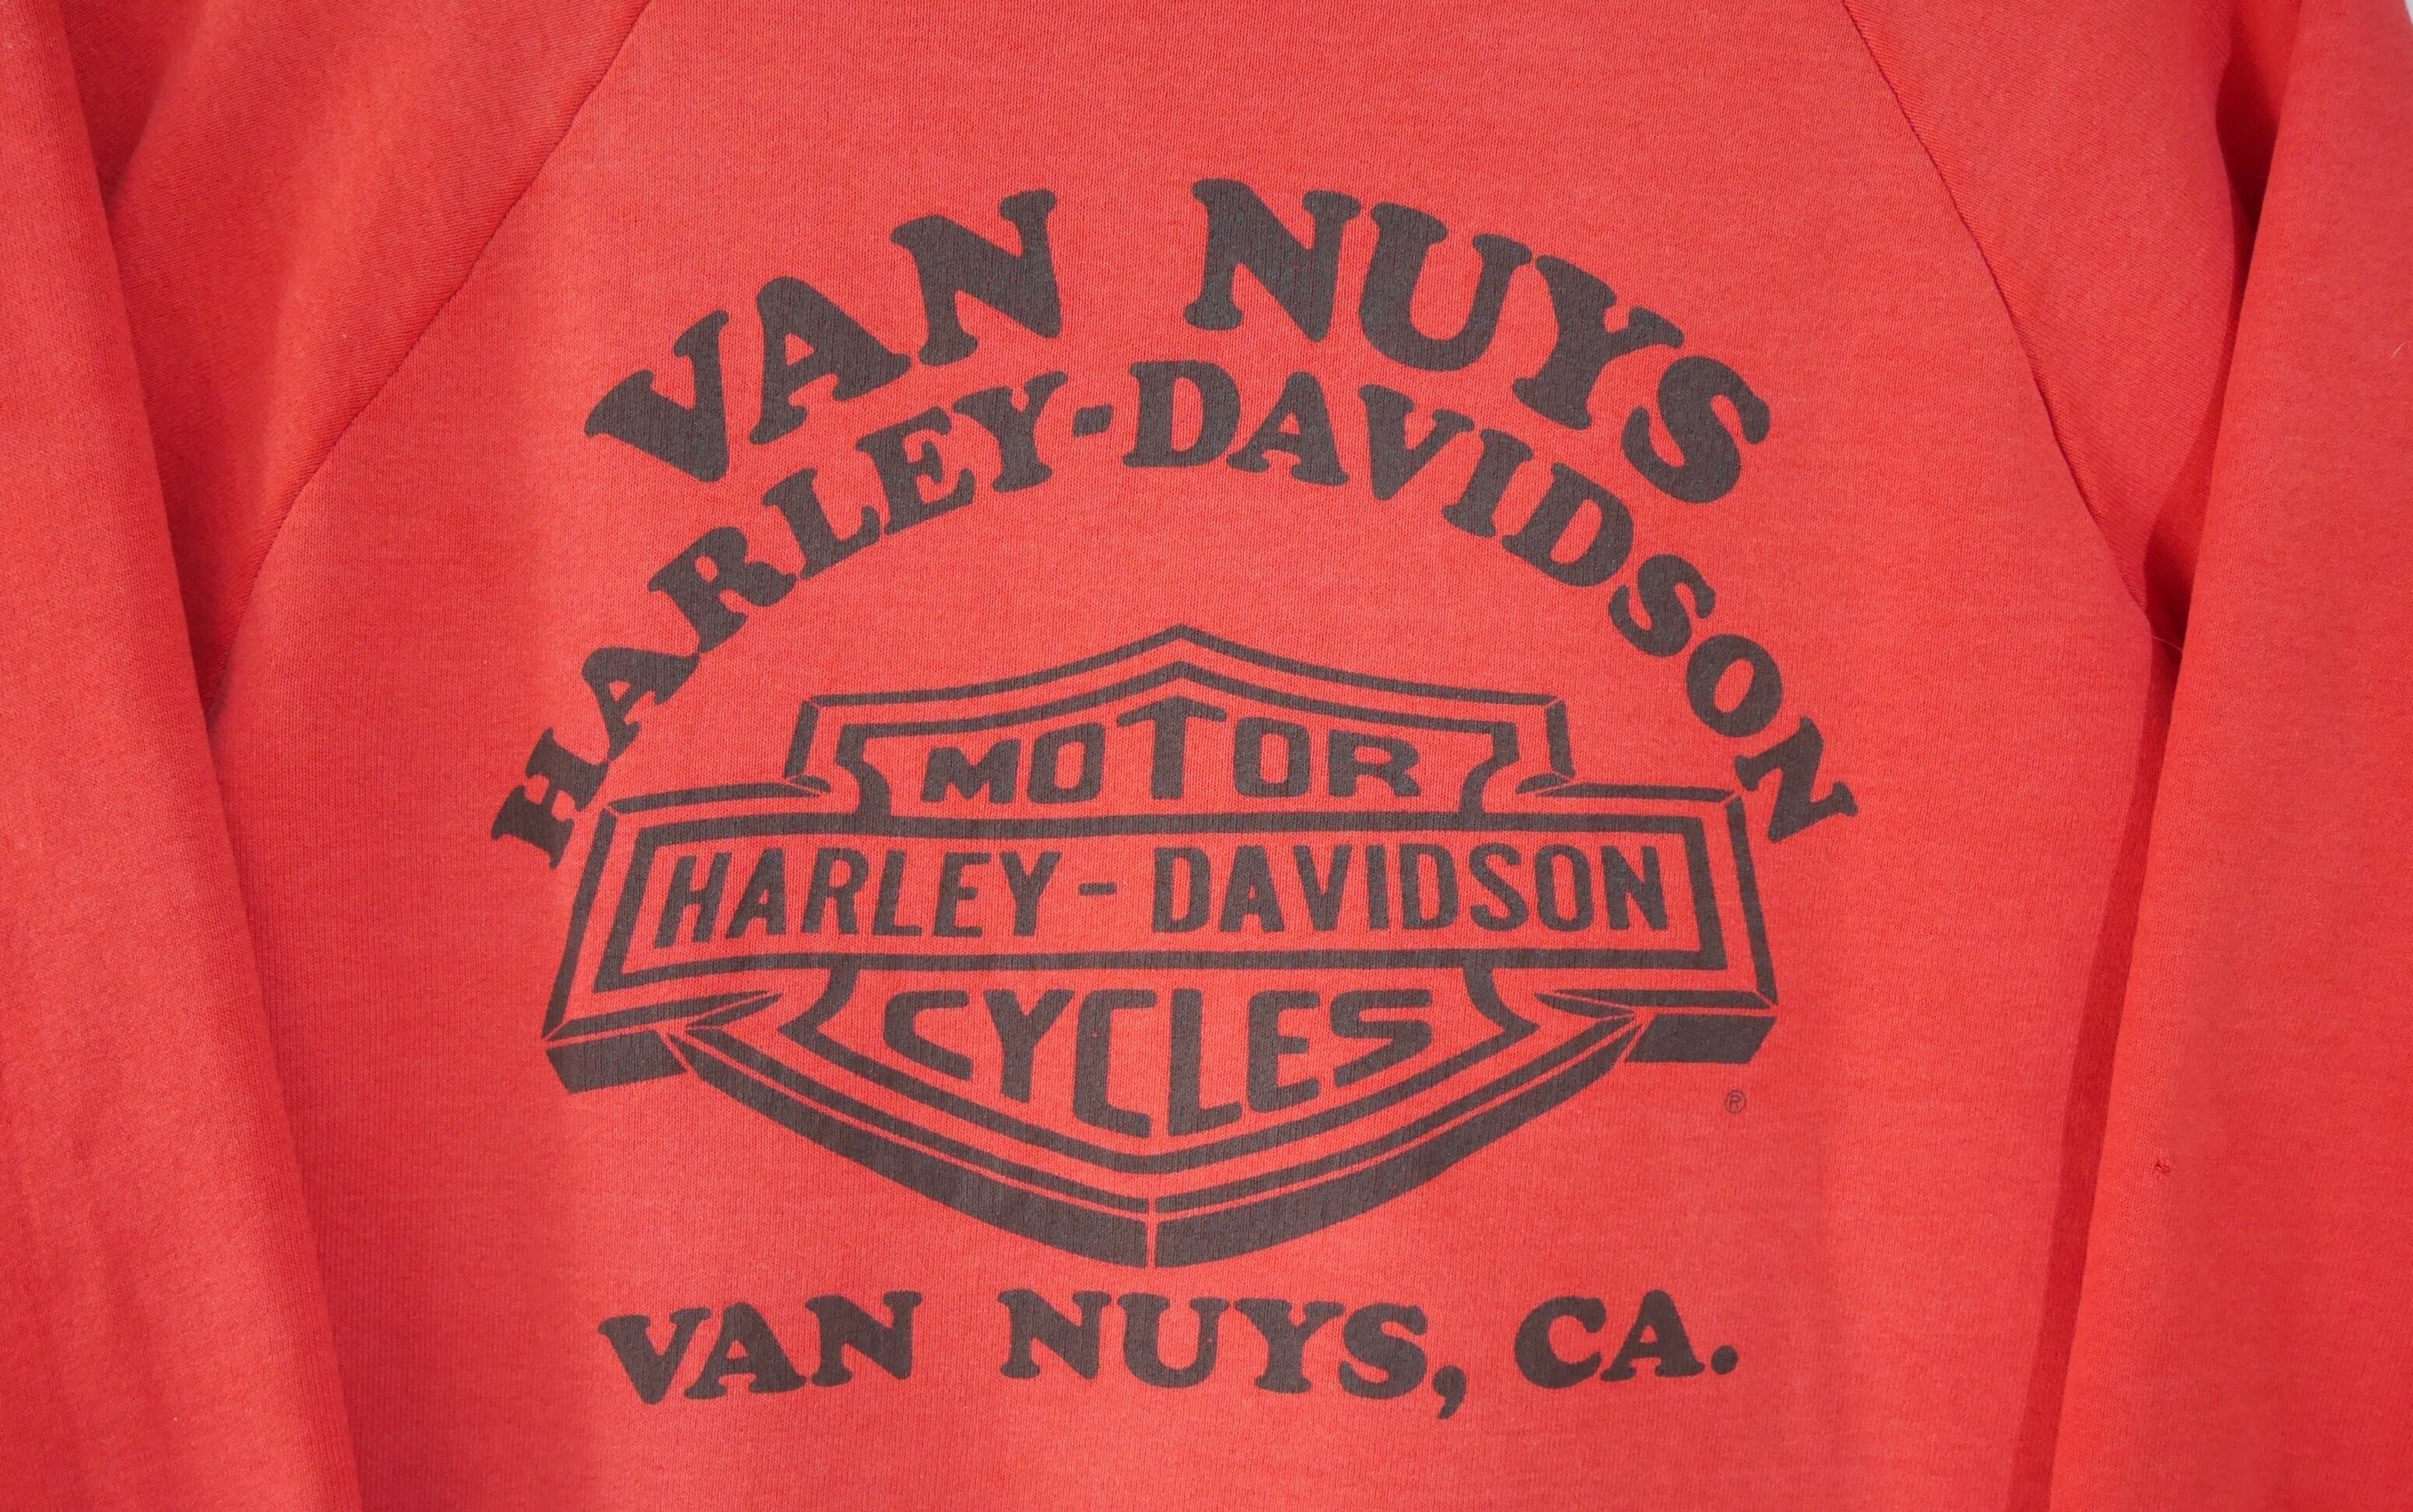 VAN NUYS
HARLEY-DAVIDSON
MOTOR
HARLEY-DAVIDSON
CYCLES
®
VAN NUYS, CA.